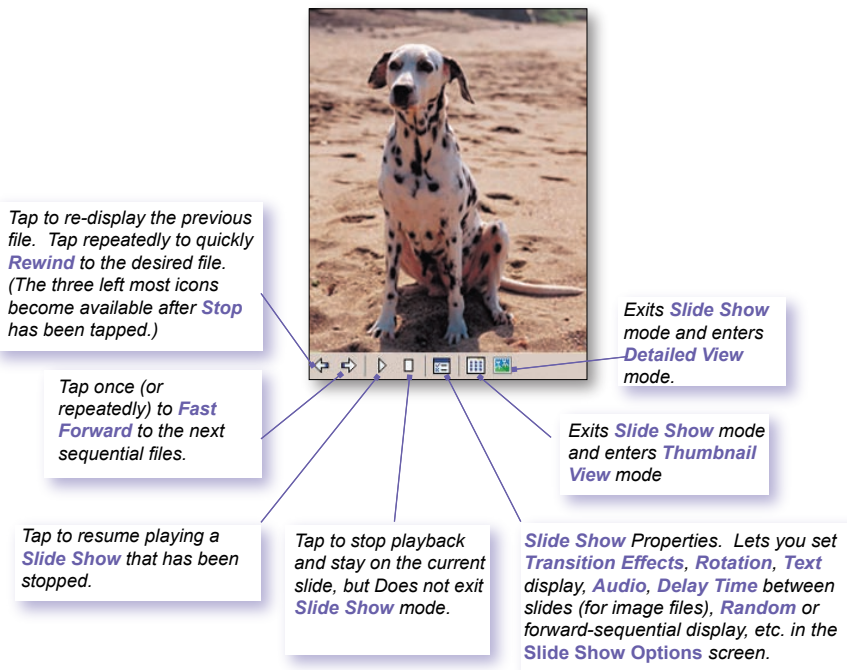 Tap to re-display the previous
file.  Tap repeatedly to quickly
Rewind to the desired file.
(The three left most icons
become available after Stop
has been tapped.)
Tap once (or
repeatedly) to Fast
Forward to the next
sequential files.
Tap to resume playing a
Slide Show that has been
stopped.
Tap to stop playback
and stay on the current
slide, but Does not exit
Slide Show mode.
Exits Slide Show
mode and enters
Detailed View
mode.
Exits Slide Show mode
and enters Thumbnail
View mode
Slide Show Properties.  Lets you set
Transition Effects, Rotation, Text
display, Audio, Delay Time between
slides (for image files), Random or
forward-sequential display, etc. in the
Slide Show Options screen.